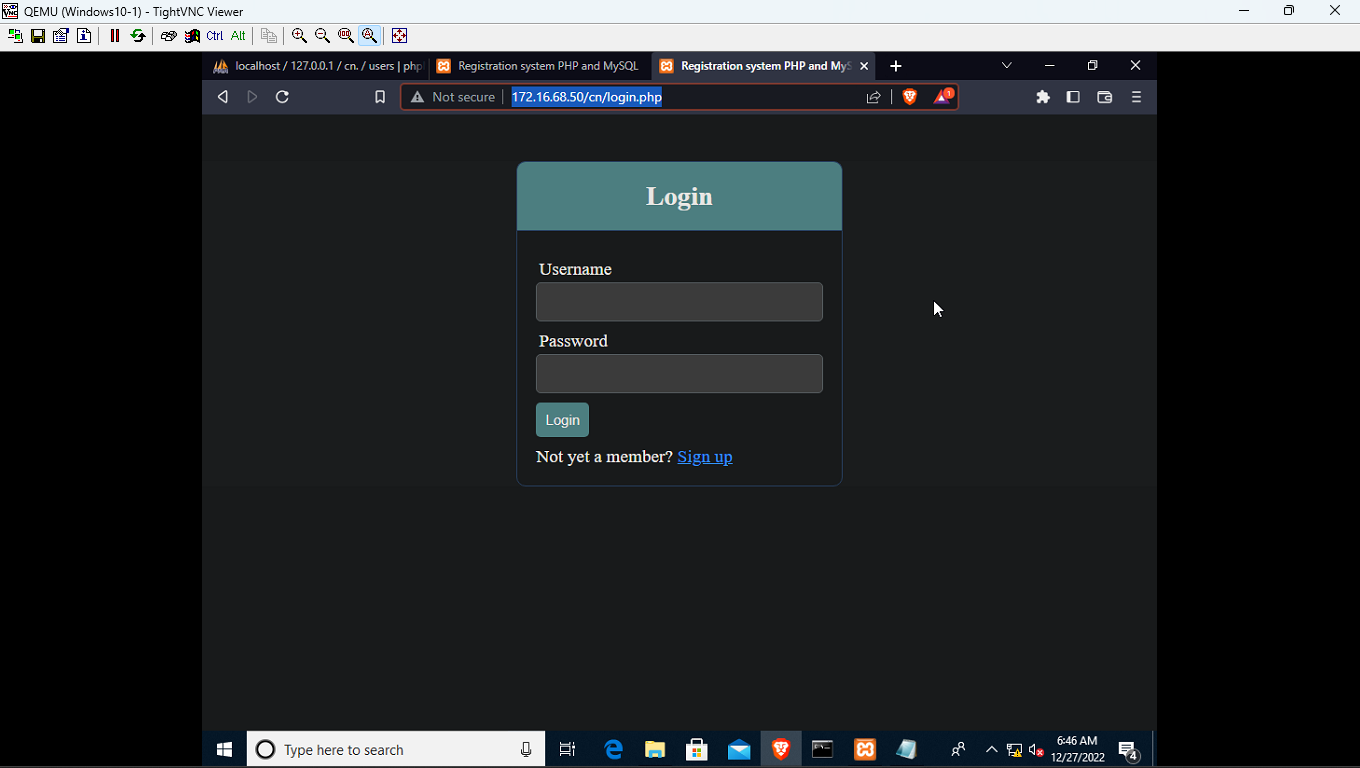 QEMU (Windows10-1) - TightVNC Viewer
Ctrl Alt
localhost / 127.0.0.1 / cn. / users | php
Registration system PHP and MySQL
Registration system PHP and MyS
Not secure
172.16.68.50/cn/login.php
1
Login
Username
Password
Login
Not yet a member? Sign up
Type here to search
6:46 AM
12/27/2022
4